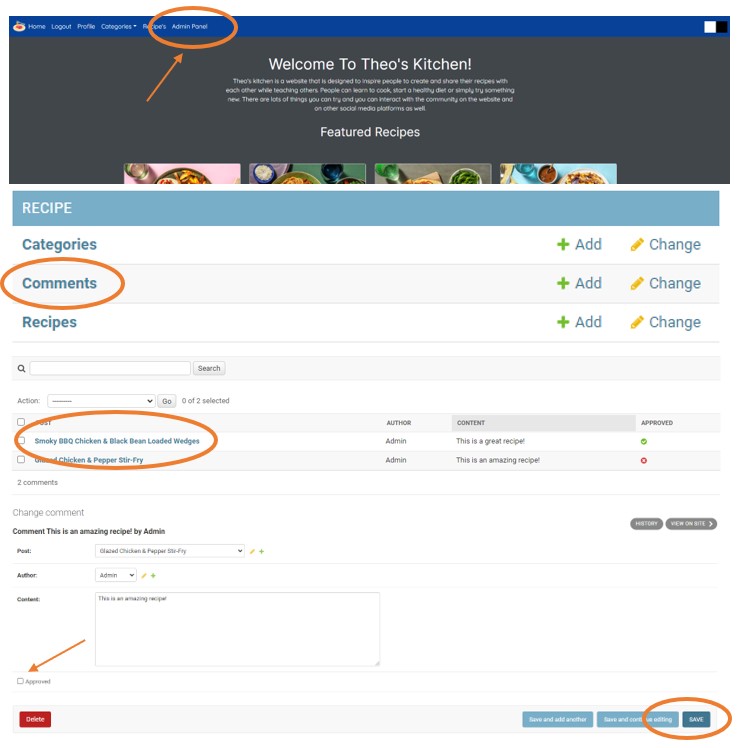 Home Logout Profile Categories Recipe's Admin Panel
Welcome To Theo's Kitchen!
Theo's kitchen is a website that is designed to inspire people to create and share their recipes with
each other while teaching others. People can learn to cook, start a healthy diet or simply try something
new. There are lots of things you can try and you can interact with the community on the website and
on other social media platforms as well.
Featured Recipes
RECIPE
Categories Add Change
Comments Add Change
Recipes Add Change
Search
Action: --------- Go 0 of 2 selected
POST AUTHOR CONTENT APPROVED
Smoky BBQ Chicken & Black Bean Loaded Wedges Admin This is a great recipe!
Glazed Chicken & Pepper Stir-Fry Admin This is an amazing recipe!
2 comments
Change comment
HISTORY VIEW ON SITE
Comment This is an amazing recipe! by Admin
Post: Glazed Chicken & Pepper Stir-Fry
Author: Admin
Content: This is an amazing recipe!
Approved
Delete Save and add another Save and continue editing SAVE